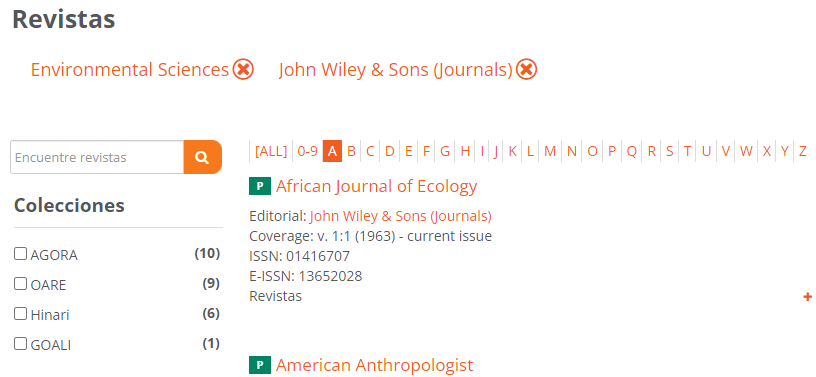 Revistas
Environmental Sciences
John Wiley & Sons (Journals)
Encuentre revistas
[ALL] 0-9 A B C D E F G H I J K L M N O P Q R S T U V W X Y Z
Colecciones
AGORA (10)
OARE (9)
Hinari (6)
GOALI (1)
P African Journal of Ecology
Editorial: John Wiley & Sons (Journals)
Coverage: v. 1:1 (1963) - current issue
ISSN: 01416707
E-ISSN: 13652028
Revistas +
P American Anthropologist